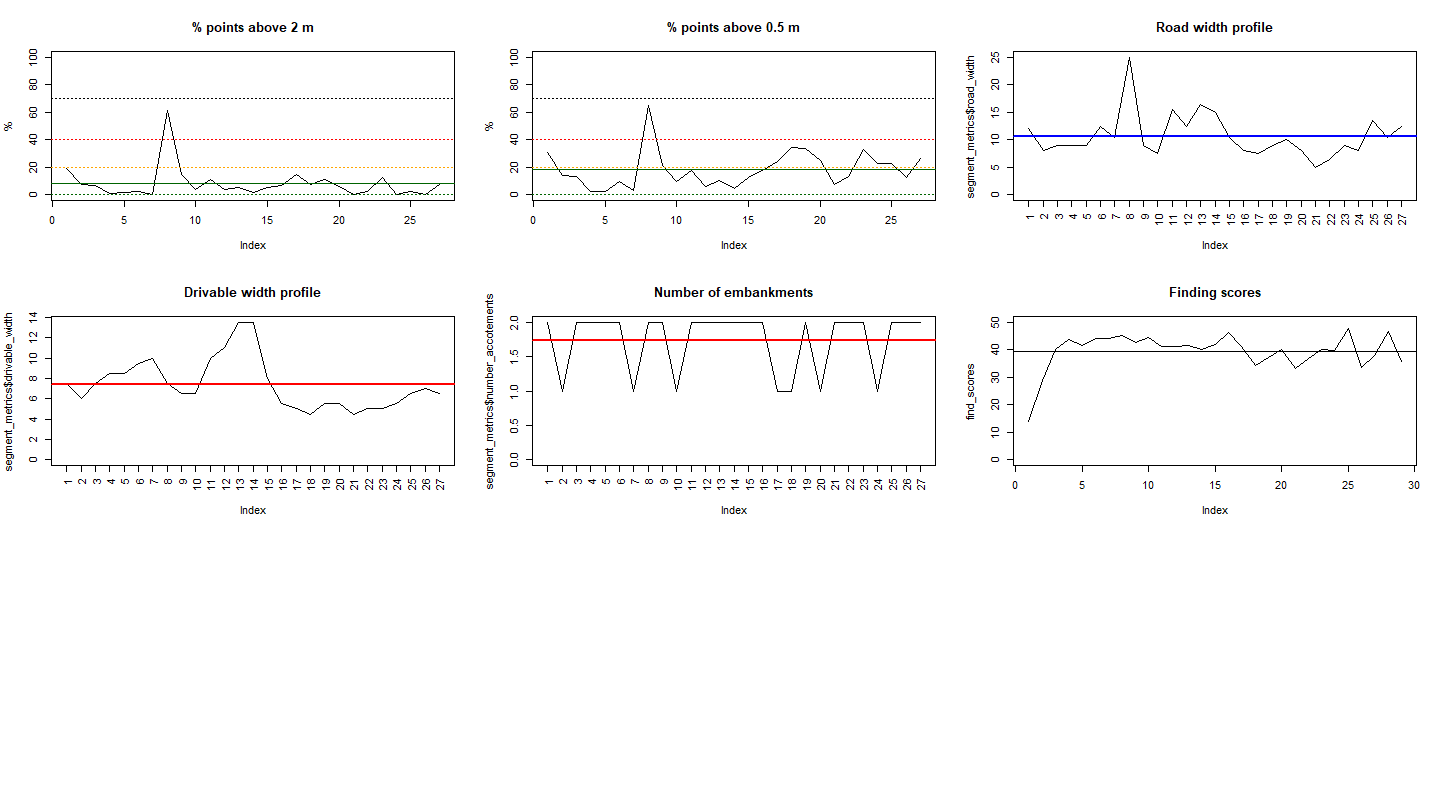 % points above 2 m
%
100
80
60
40
20
0
0 5 10 15 20 25
Index
% points above 0.5 m
%
100
80
60
40
20
0
0 5 10 15 20 25
Index
Road width profile
segment_metrics$road_width
25
20
15
10
5
0
1 2 3 4 5 6 7 8 9 10 11 12 13 14 15 16 17 18 19 20 21 22 23 24 25 26 27
Index
Drivable width profile
segment_metrics$drivable_width
14
12
10
8
6
4
2
0
1 2 3 4 5 6 7 8 9 10 11 12 13 14 15 16 17 18 19 20 21 22 23 24 25 26 27
Index
Number of embankments
segment_metrics$number_accotements
2.0
1.5
1.0
0.5
0.0
1 2 3 4 5 6 7 8 9 10 11 12 13 14 15 16 17 18 19 20 21 22 23 24 25 26 27
Index
Finding scores
find_scores
50
40
30
20
10
0
0 5 10 15 20 25 30
Index